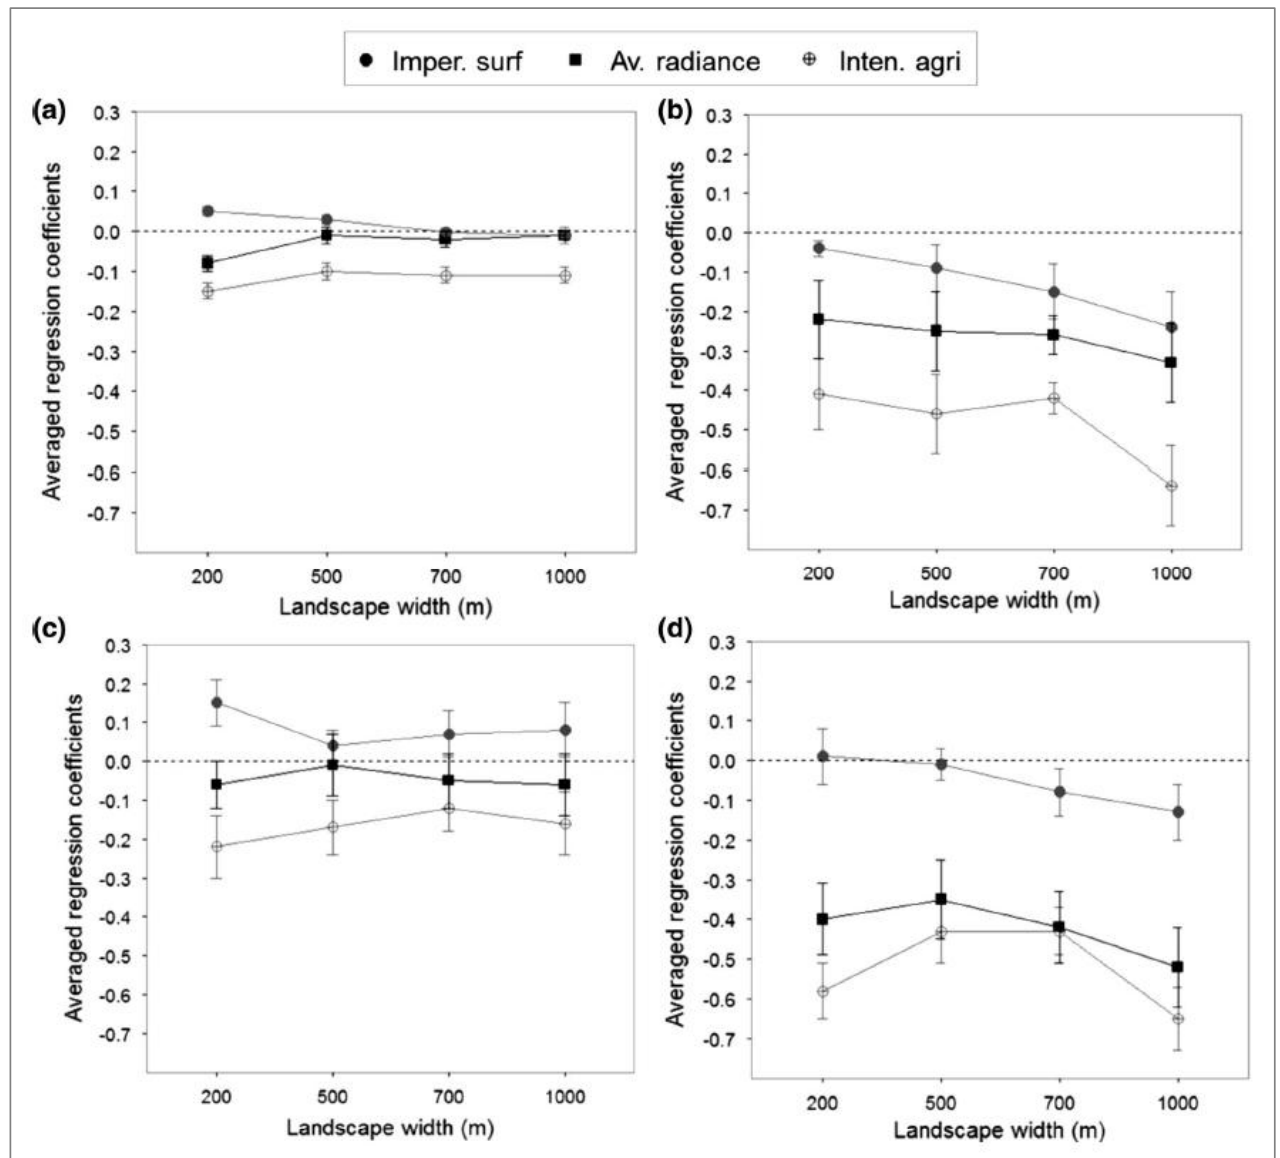 Imper. surf Av. radiance Inten. agri
(a)
0.3
0.2
0.1
0.0
-0.1
-0.2
-0.3
-0.4
-0.5
-0.6
-0.7
Averaged regression coefficients
200 500 700 1000
Landscape width (m)
(b)
0.3
0.2
0.1
0.0
-0.1
-0.2
-0.3
-0.4
-0.5
-0.6
-0.7
Averaged regression coefficients
200 500 700 1000
Landscape width (m)
(c)
0.3
0.2
0.1
0.0
-0.1
-0.2
-0.3
-0.4
-0.5
-0.6
-0.7
Averaged regression coefficients
200 500 700 1000
Landscape width (m)
(d)
0.3
0.2
0.1
0.0
-0.1
-0.2
-0.3
-0.4
-0.5
-0.6
-0.7
Averaged regression coefficients
200 500 700 1000
Landscape width (m)